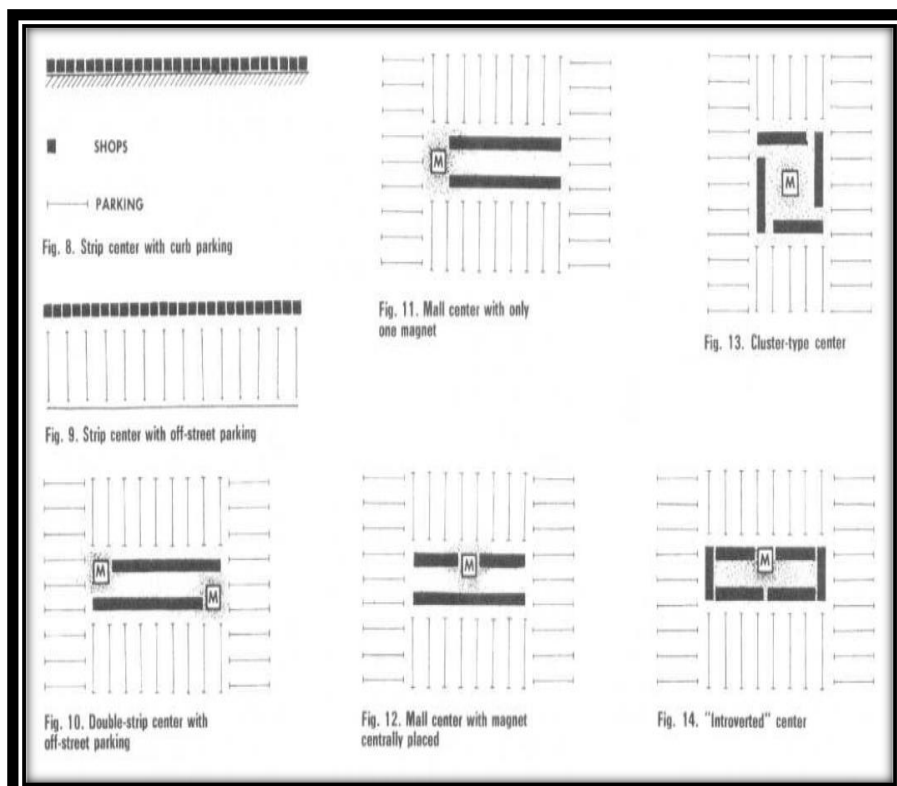 SHOPS
PARKING
Fig. 8. Strip center with curb parking
Fig. 9. Strip center with off-street parking
M
M
Fig. 10. Double-strip center with
off-street parking
M
Fig. 11. Mall center with only
one magnet
M
Fig. 12. Mall center with magnet
centrally placed
M
Fig. 13. Cluster-type center
M
Fig. 14. "Introverted" center